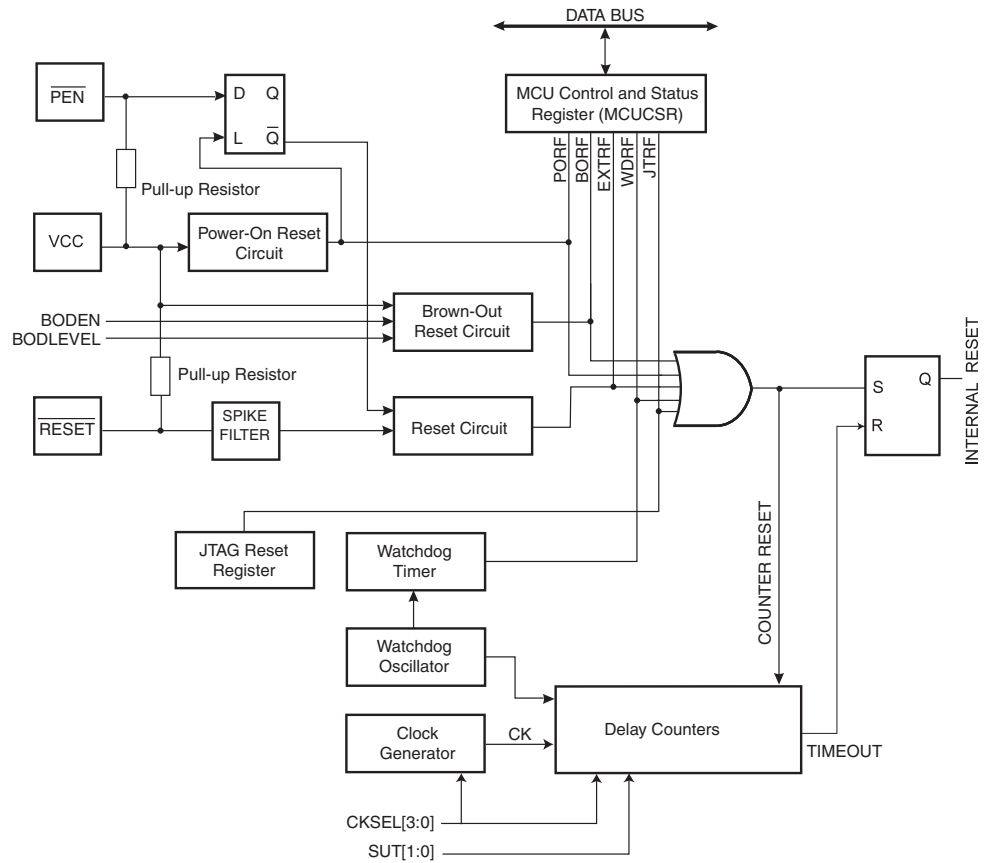 DATA BUS
PEN
D Q
L Q
MCU Control and Status
Register (MCUCSR)
PORF
BORF
EXTRF
WDRF
JTRF
Pull-up Resistor
VCC
Power-On Reset
Circuit
BODEN
BODLEVEL
Brown-Out
Reset Circuit
Pull-up Resistor
RESET
SPIKE
FILTER
Reset Circuit
S
Q
R
INTERNAL RESET
JTAG Reset
Register
Watchdog
Timer
COUNTER RESET
Watchdog
Oscillator
Clock
Generator
CK
Delay Counters
TIMEOUT
CKSEL[3:0]
SUT[1:0]